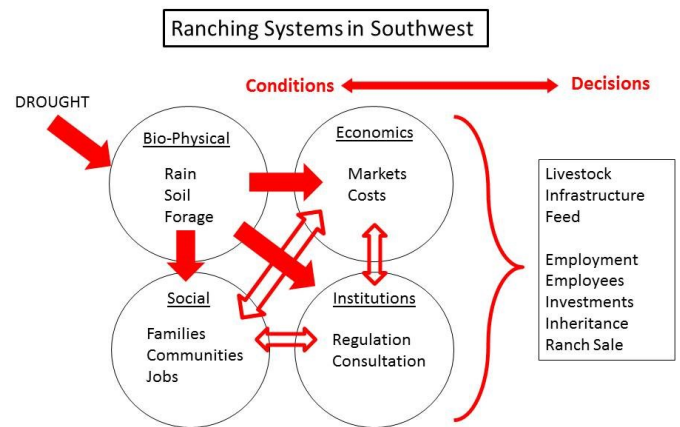 Ranching Systems in Southwest
Conditions
Decisions
DROUGHT
Bio-Physical
Rain
Soil
Forage
Economics
Markets
Costs
Social
Families
Communities
Jobs
Institutions
Regulation
Consultation
Livestock
Infrastructure
Feed
Employment
Employees
Investments
Inheritance
Ranch Sale